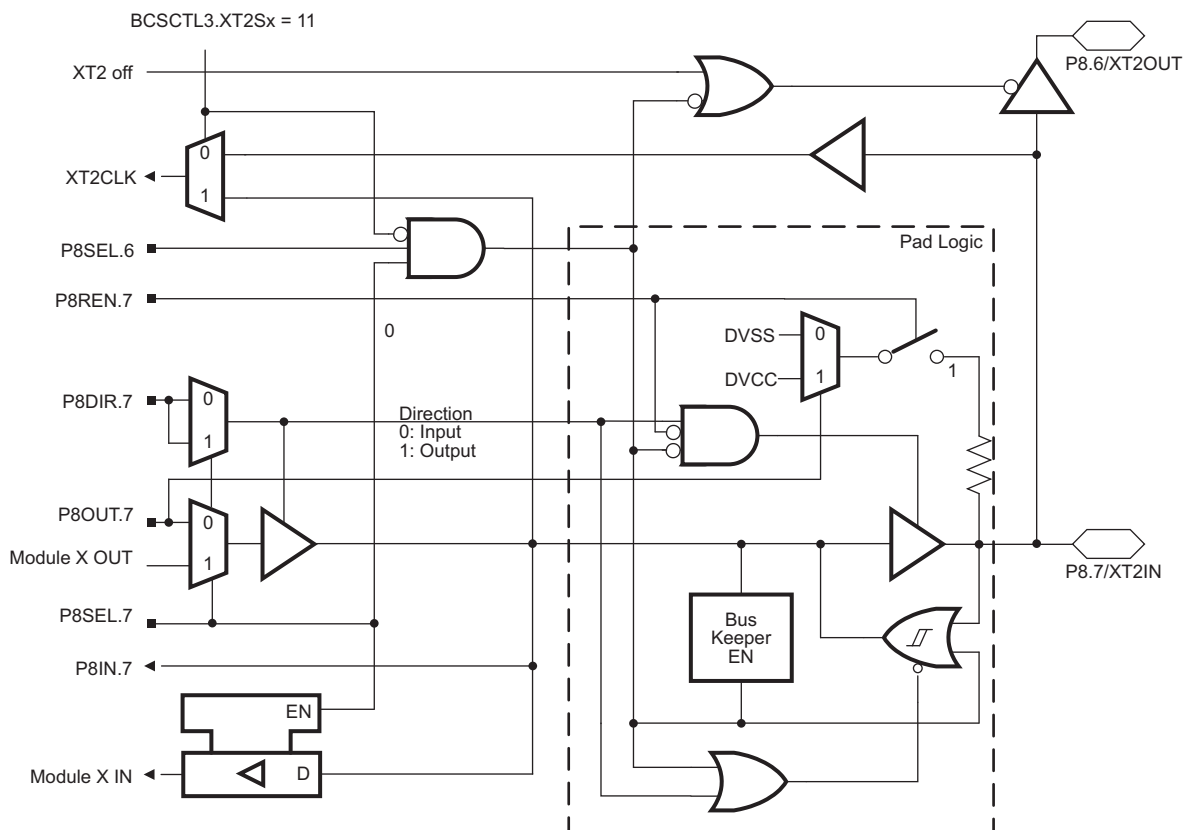 BCSCTL3.XT2Sx = 11
P8.6/XT2OUT
XT2 off
0
XT2CLK
1
P8SEL.6
Pad Logic
P8REN.7
0
DVSS
0
DVCC
1
1
P8DIR.7
0
1
Direction
0: Input
1: Output
P8OUT.7
0
Module X OUT
1
P8.7/XT2IN
P8SEL.7
Bus
Keeper
EN
P8IN.7
EN
Module X IN
D